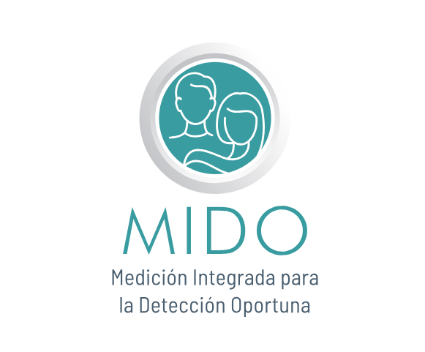 MIDO
Medición Integrada para
la Detección Oportuna